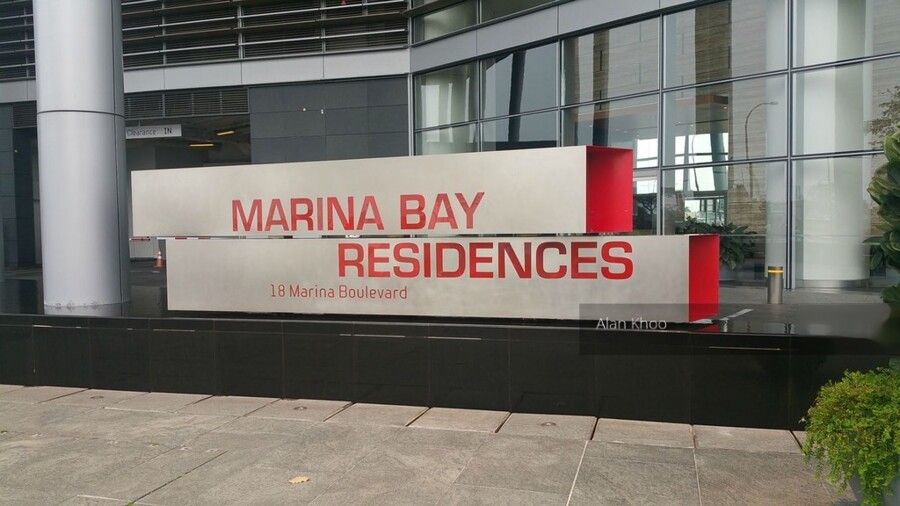 Clearance IN
MARINA BAY
RESIDENCES
18 Marina Boulevard
Alan Khoo